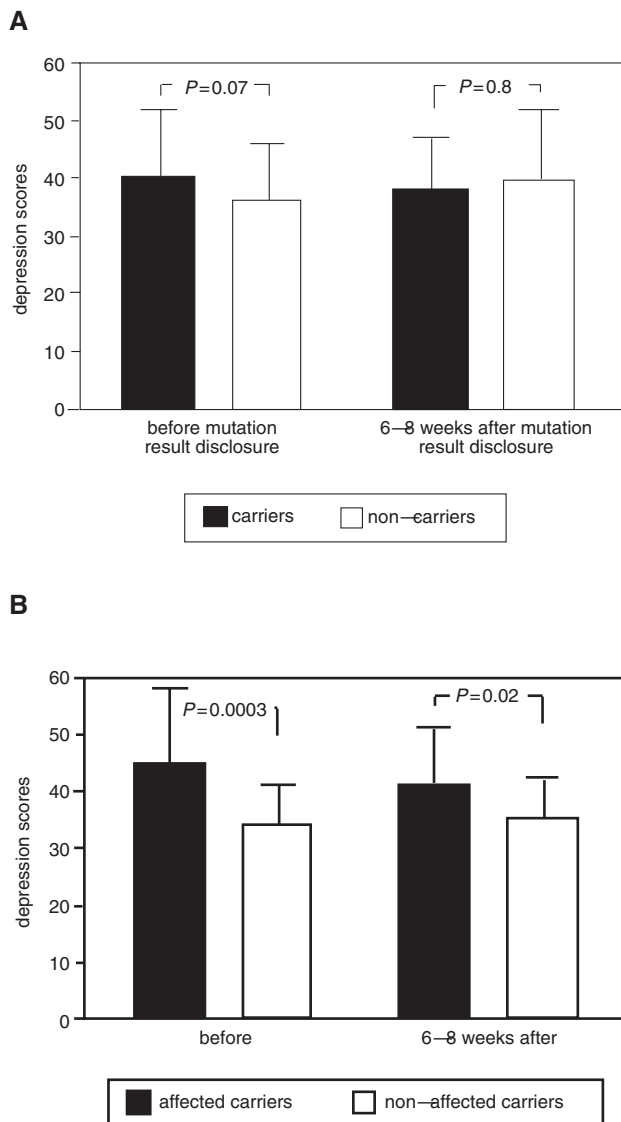 A
60
50
40
30
20
10
0
depression scores
P=0.07
P=0.8
before mutation
result disclosure
6–8 weeks after mutation
result disclosure
carriers
non–carriers
B
60
50
40
30
20
10
0
depression scores
P=0.0003
P=0.02
before
6–8 weeks after
affected carriers
non–affected carriers